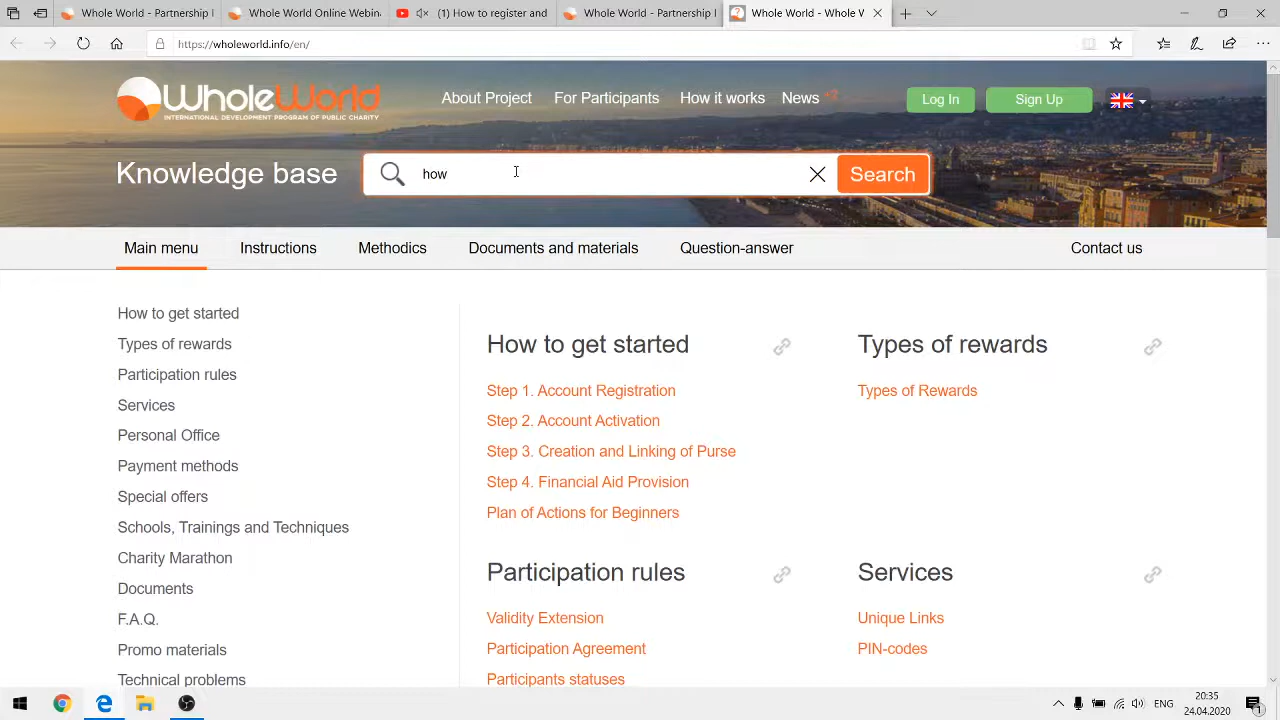 Whole World - Partnership P
(1) How to register and
Whole World - Partnership P
Whole World - Whole W
https://wholeworld.info/en/
WholeWorld
INTERNATIONAL DEVELOPMENT PROGRAM OF PUBLIC CHARITY
About Project For Participants How it works News Log In Sign Up
Knowledge base how Search
Main menu Instructions Methodics Documents and materials Question-answer Contact us
How to get started
Types of rewards
Participation rules
Services
Personal Office
Payment methods
Special offers
Schools, Trainings and Techniques
Charity Marathon
Documents
F.A.Q.
Promo materials
Technical problems
How to get started
Step 1. Account Registration
Step 2. Account Activation
Step 3. Creation and Linking of Purse
Step 4. Financial Aid Provision
Plan of Actions for Beginners
Types of rewards
Types of Rewards
Participation rules
Validity Extension
Participation Agreement
Participants statuses
Services
Unique Links
PIN-codes
ENG
20:35
24.04.2020